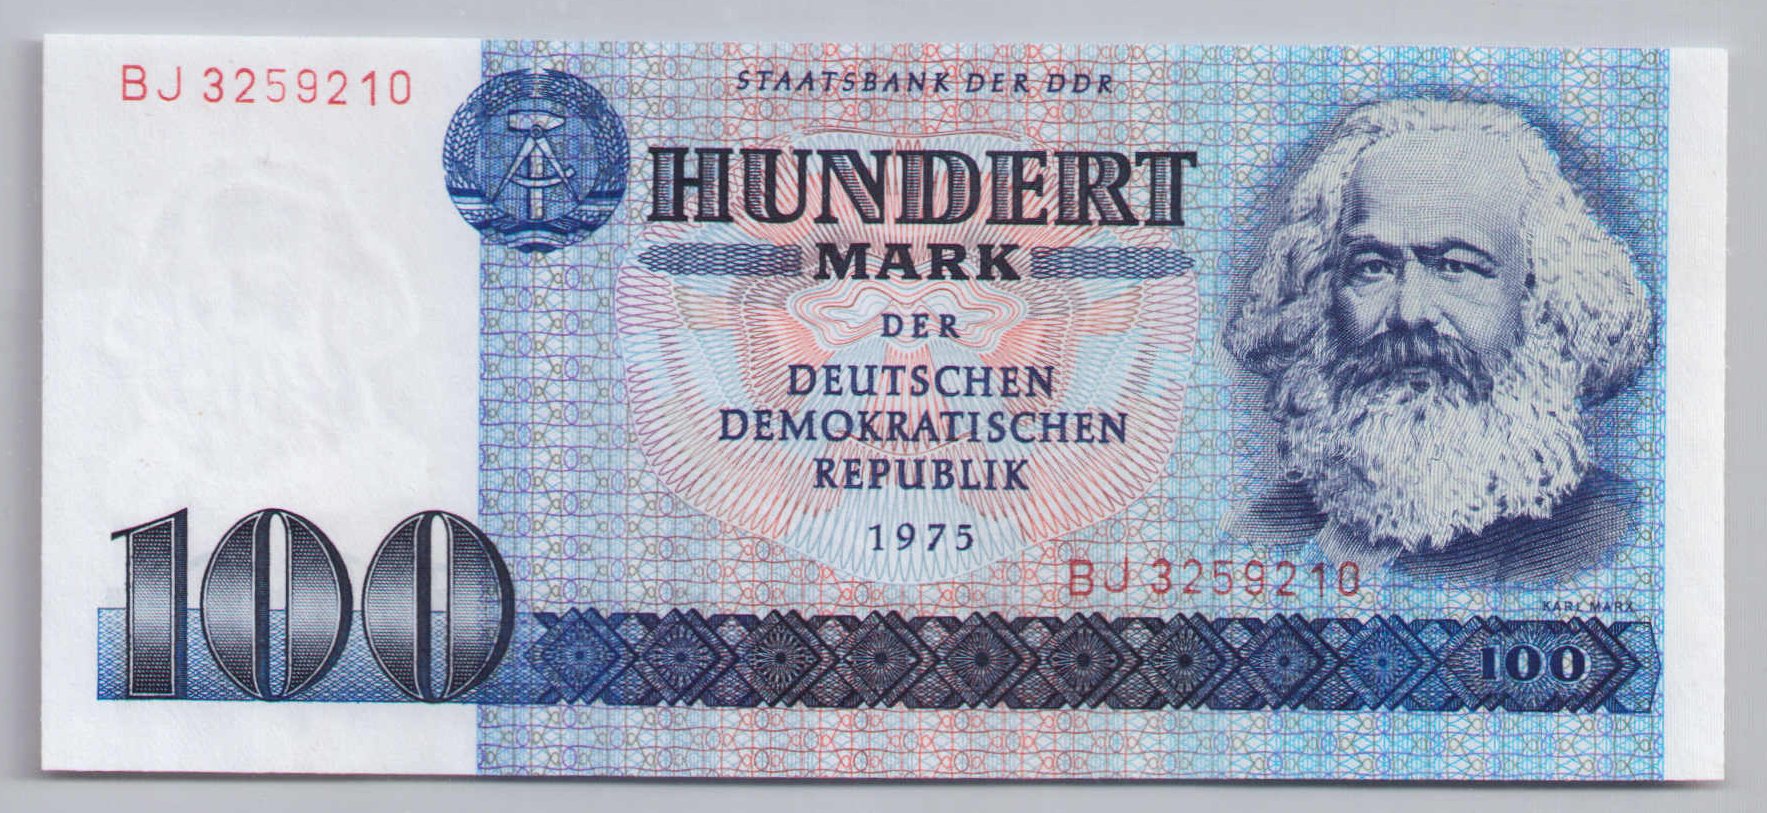 BJ 3259210
STAATSBANK DER DDR
HUNDERT
MARK
DER
DEUTSCHEN
DEMOKRATISCHEN
REPUBLIK
1975
BJ 3259210
KARL MARX
100
100